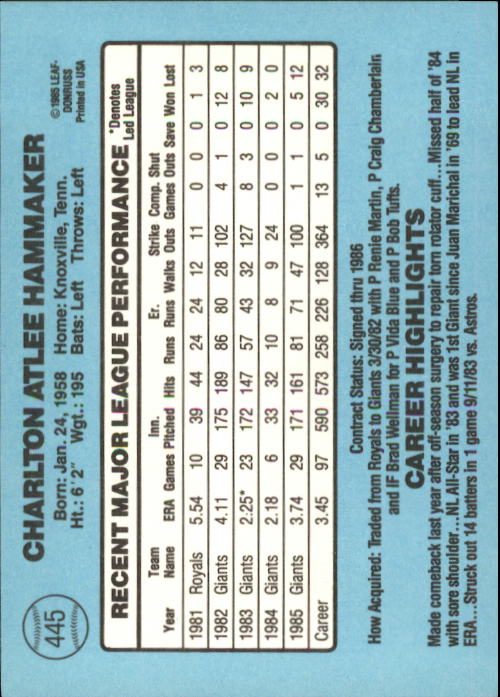 445
CHARLTON ATLEE HAMMAKER
Born: Jan. 24, 1958 Home: Knoxville, Tenn.
Ht.: 6' 2" Wgt.: 195 Bats: Left Throws: Left
©1985 LEAF-
DONRUSS
Printed in USA
RECENT MAJOR LEAGUE PERFORMANCE
*Denotes
Led League
Team Inn. Er. Strike Comp. Shut
Year Name ERA Games Pitched Hits Runs Runs Walks Outs Games Outs Save Won Lost
1981 Royals 5.54 10 39 44 24 24 12 11 0 0 0 1 3
1982 Giants 4.11 29 175 189 86 80 28 102 4 1 0 12 8
1983 Giants 2.25* 23 172 147 57 43 32 127 8 3 0 10 9
1984 Giants 2.18 6 33 32 10 8 9 24 0 0 0 2 0
1985 Giants 3.74 29 171 161 81 71 47 100 1 1 0 5 12
Career 3.45 97 590 573 258 226 128 364 13 5 0 30 32
Contract Status: Signed thru 1986
How Acquired: Traded from Royals to Giants 3/30/82 with P Renie Martin, P Craig Chamberlain
and IF Brad Wellman for P Vida Blue and P Bob Tufts.
CAREER HIGHLIGHTS
Made comeback last year after off-season surgery to repair torn rotator cuff...Missed half of '84
with sore shoulder...NL All-Star in '83 and was 1st Giant since Juan Marichal in '69 to lead NL in
ERA...Struck out 14 batters in 1 game 9/11/83 vs. Astros.